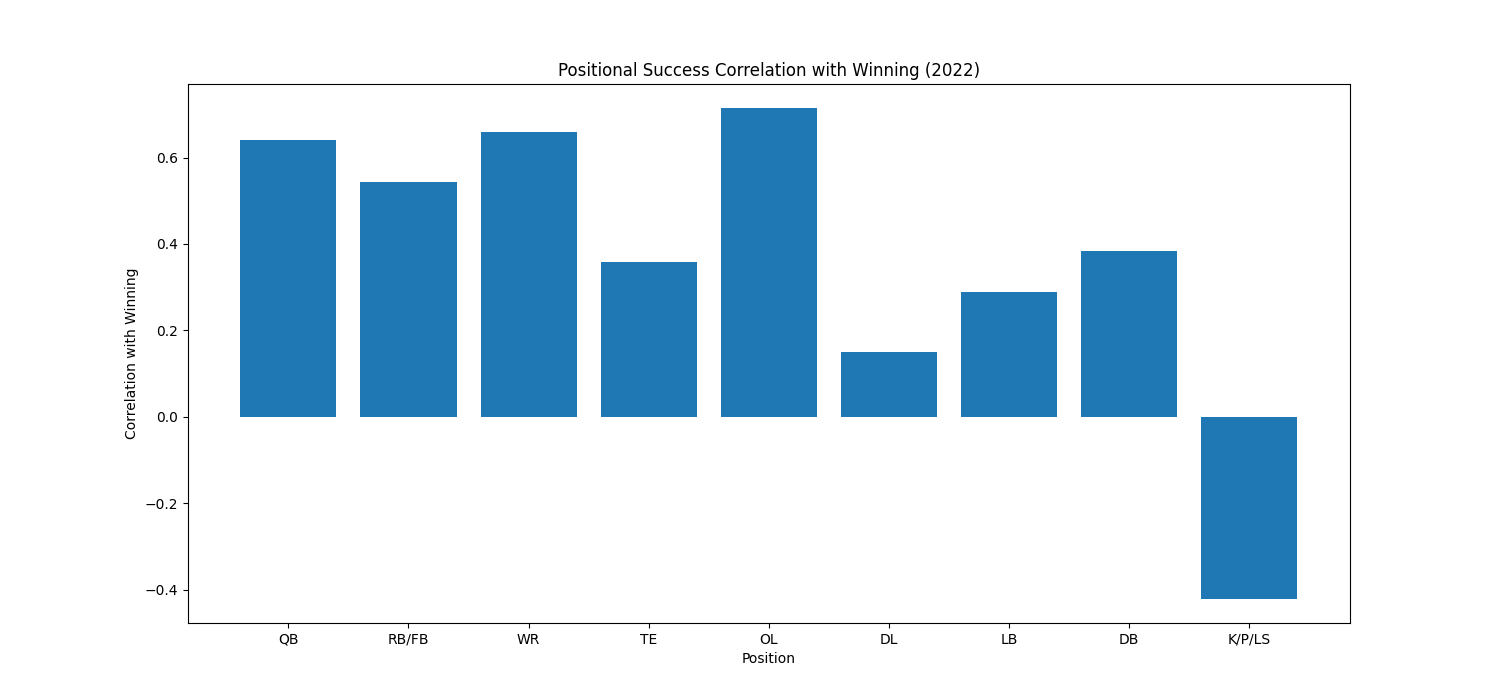 Positional Success Correlation with Winning (2022)
Correlation with Winning
0.6
0.4
0.2
0.0
−0.2
−0.4
QB RB/FB WR TE OL DL LB DB K/P/LS
Position